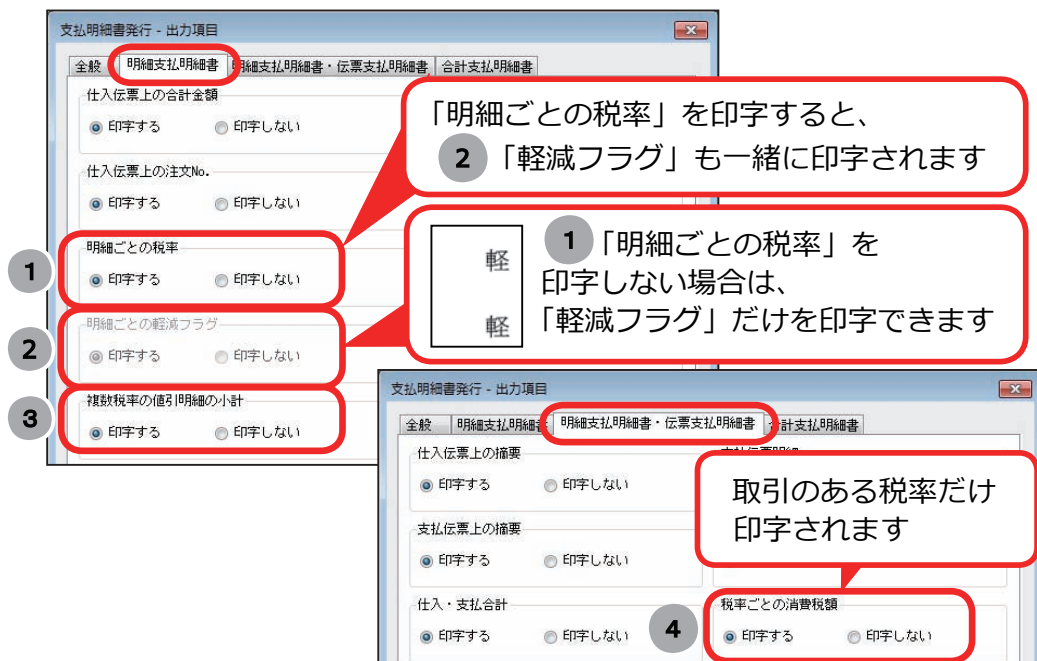 支払明細書発行 - 出力項目
全般 明細支払明細書 明細支払明細書・伝票支払明細書 合計支払明細書
仕入伝票上の合計金額
印字する 印字しない
仕入伝票上の注文No.
印字する 印字しない
1
明細ごとの税率
印字する 印字しない
2
明細ごとの軽減フラグ
印字する 印字しない
3
複数税率の値引明細の小計
印字する 印字しない
「明細ごとの税率」を印字すると、
2 「軽減フラグ」も一緒に印字されます
軽
軽
1 「明細ごとの税率」を
印字しない場合は、
「軽減フラグ」だけを印字できます
支払明細書発行 - 出力項目
全般 明細支払明細書 明細支払明細書・伝票支払明細書 合計支払明細書
仕入伝票上の摘要
印字する 印字しない
支払伝票上の摘要
印字する 印字しない
仕入・支払合計
印字する 印字しない
取引のある税率だけ
印字されます
4
税率ごとの消費税額
印字する 印字しない